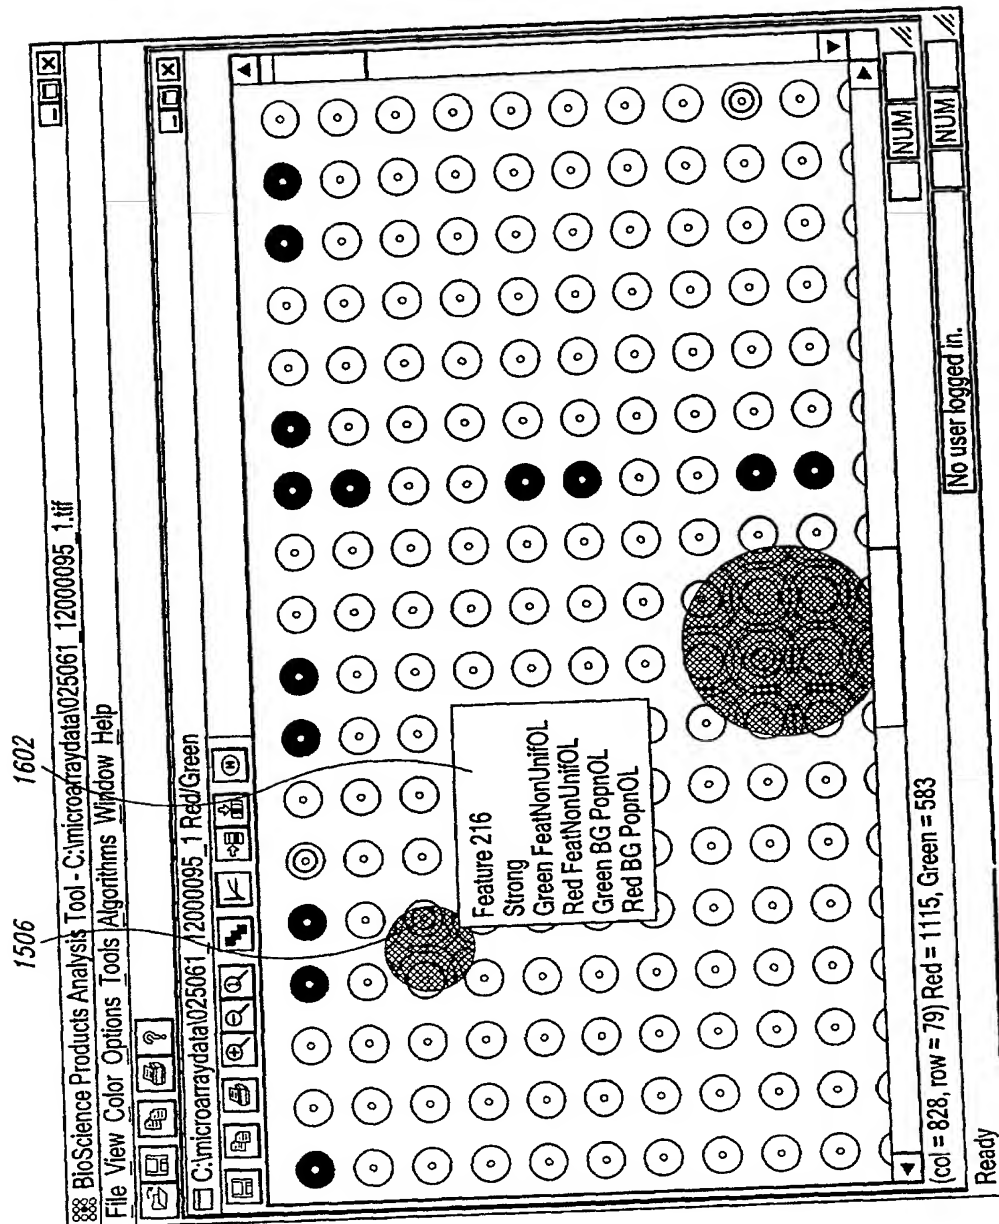 1506
1602
BioScience Products Analysis Tool - C:\microarraydata\025061_12000095_1.tif
File View Color Options Tools Algorithms Window Help
?
C:\microarraydata\025061_12000095_1 Red/Green
Feature 216
Strong
Green FeatNonUnifOL
Red FeatNonUnifOL
Green BG PopnOL
Red BG PopnOL
(col = 828, row = 79) Red = 1115, Green = 583
NUM
Ready
No user logged in.
NUM